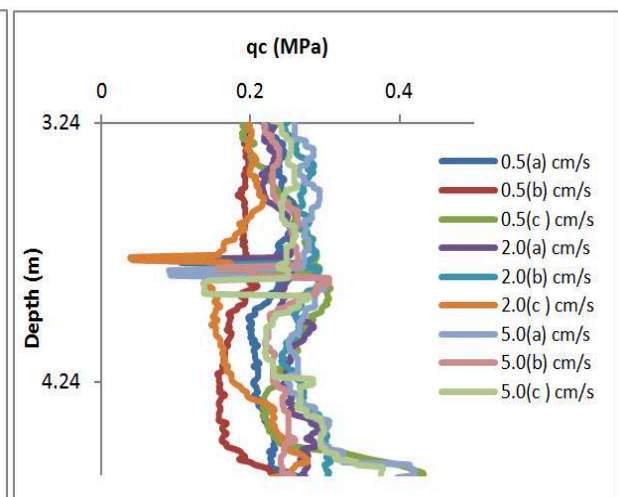 qc (MPa)
0 0.2 0.4
3.24
4.24
Depth (m)
0.5(a) cm/s
0.5(b) cm/s
0.5(c ) cm/s
2.0(a) cm/s
2.0(b) cm/s
2.0(c ) cm/s
5.0(a) cm/s
5.0(b) cm/s
5.0(c ) cm/s